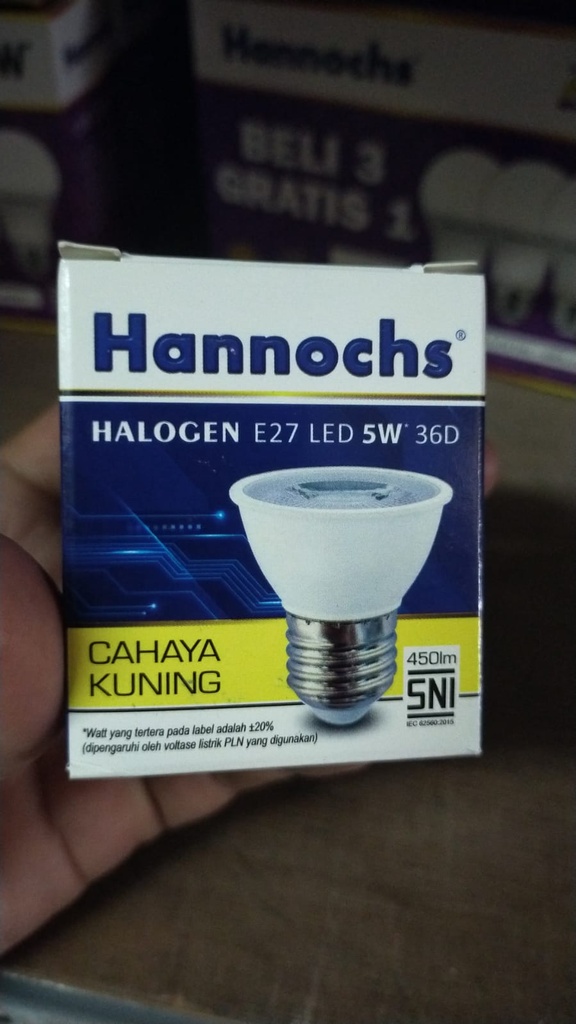 Hannochs
BELI 3
GRATIS 1
Hannochs®
HALOGEN E27 LED 5W* 36D
CAHAYA
KUNING
450lm
SNI
IEC 62560:2015
*Watt yang tertera pada label adalah ±20%
(dipengaruhi oleh voltase listrik PLN yang digunakan)